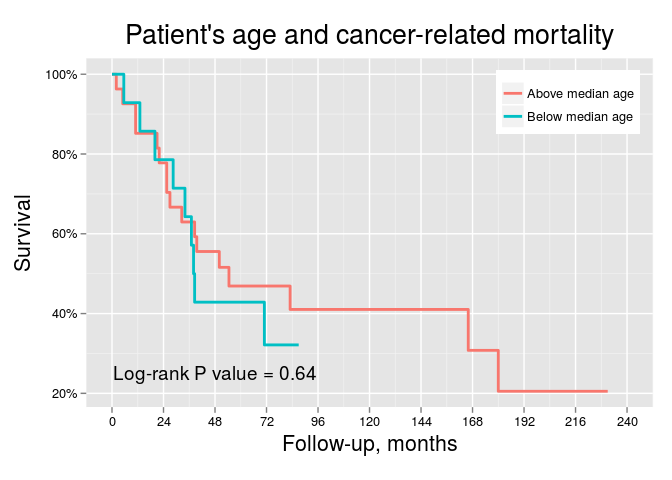 Patient's age and cancer-related mortality
100%
80%
60%
40%
20%
Survival
Above median age
Below median age
Log-rank P value = 0.64
0 24 48 72 96 120 144 168 192 216 240
Follow-up, months